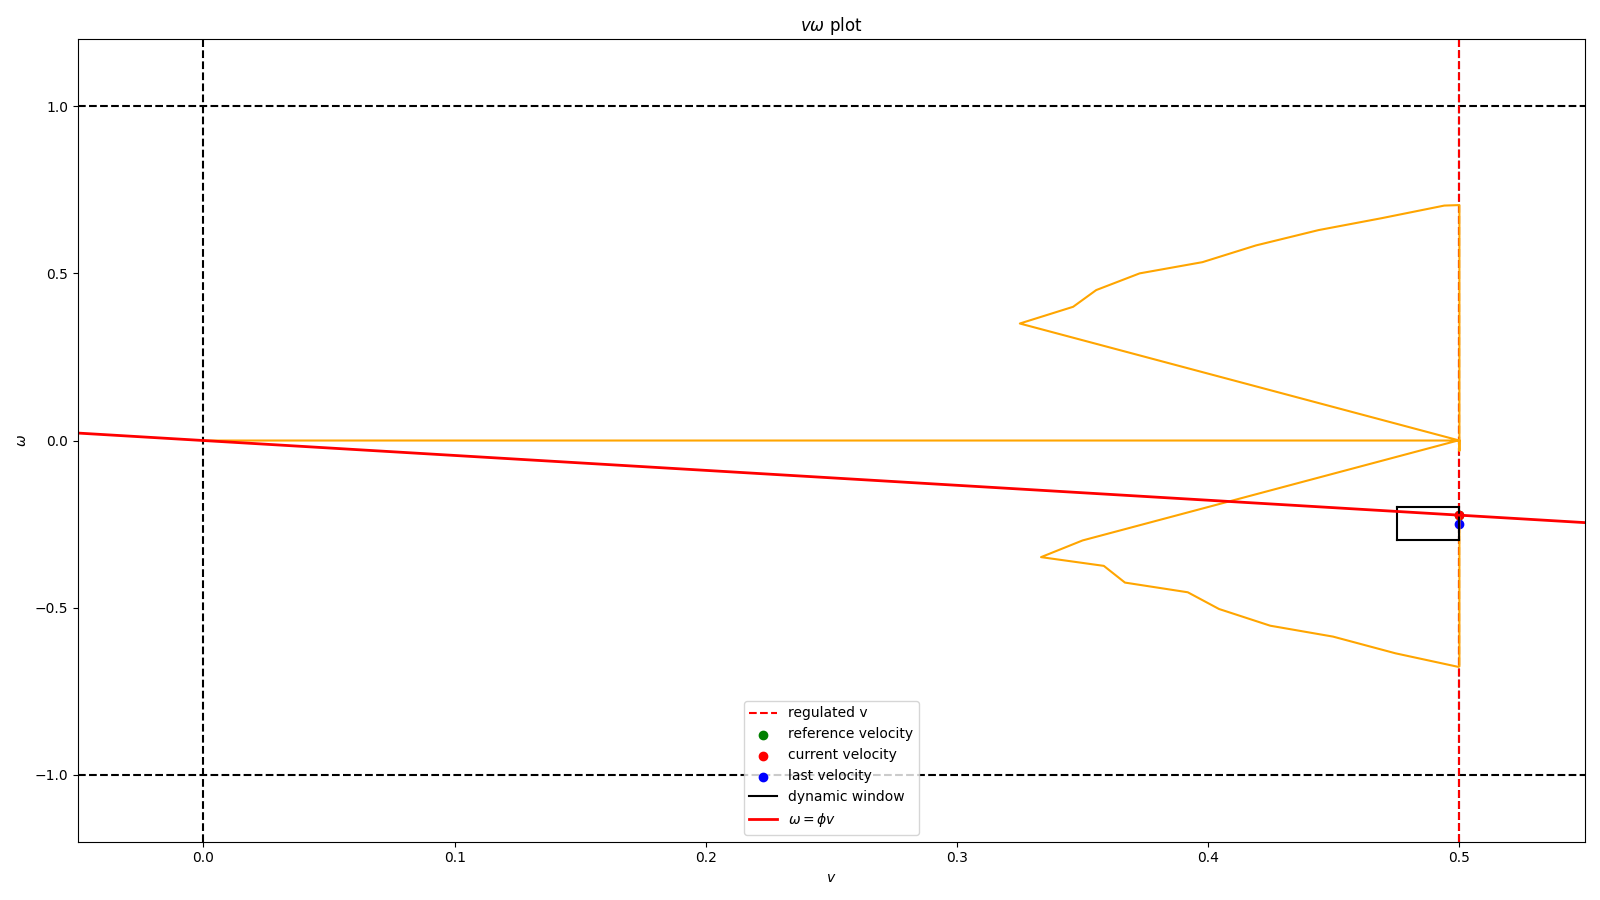 vω plot
1.0
0.5
0.0
−0.5
−1.0
ω
regulated v
reference velocity
current velocity
last velocity
dynamic window
ω = ϕv
0.0 0.1 0.2 0.3 0.4 0.5
v